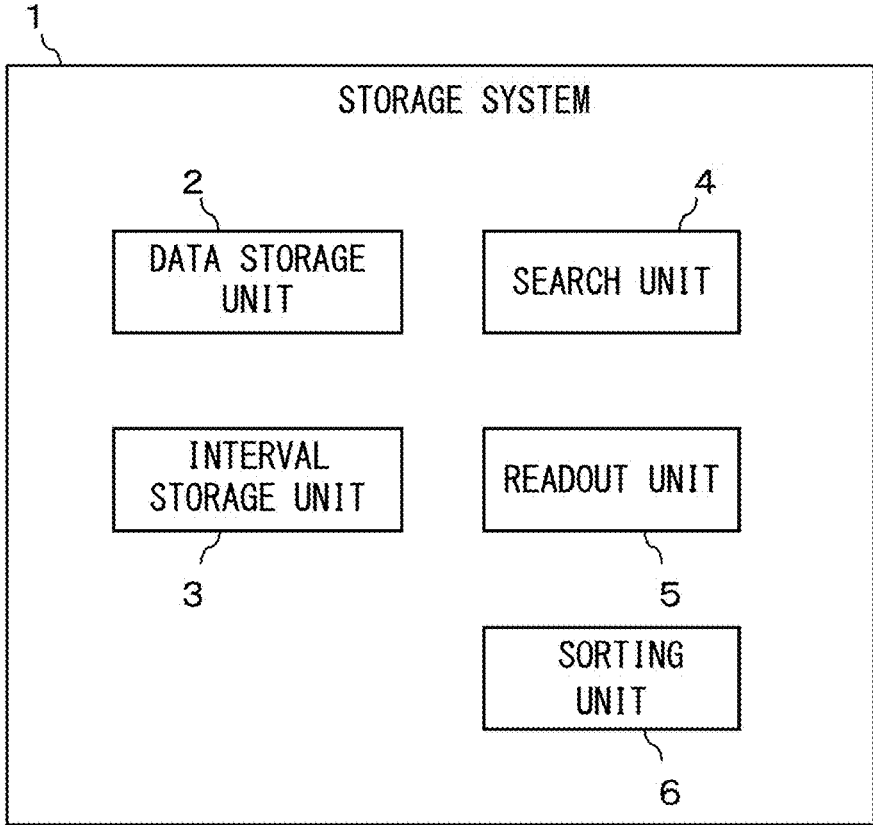 1
STORAGE SYSTEM
2
DATA STORAGE
UNIT
4
SEARCH UNIT
INTERVAL
STORAGE UNIT
3
READOUT UNIT
5
SORTING
UNIT
6